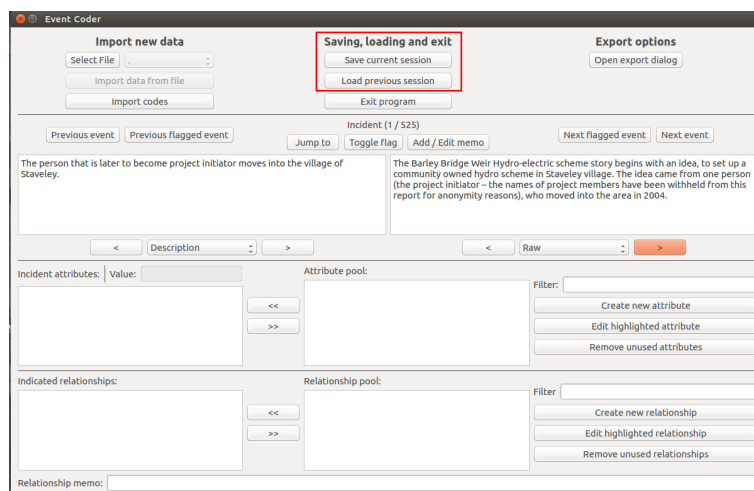 Event Coder
Import new data
Saving, loading and exit
Export options
Select File
,
Save current session
Open export dialog
Import data from file
Load previous session
Import codes
Exit program
Incident (1 / 525)
Previous event
Previous flagged event
Jump to
Toggle flag
Add / Edit memo
Next flagged event
Next event
The person that is later to become project initiator moves into the village of
Staveley.
The Barley Bridge Weir Hydro-electric scheme story begins with an idea, to set up a
community owned hydro scheme in Staveley village. The idea came from one person
(the project initiator – the names of project members have been withheld from this
report for anonymity reasons), who moved into the area in 2004.
<
Description
>
<
Raw
>
Incident attributes:
Value:
Attribute pool:
Filter:
<<
>>
Create new attribute
Edit highlighted attribute
Remove unused attributes
Indicated relationships:
Relationship pool:
Filter
<<
>>
Create new relationship
Edit highlighted relationship
Remove unused relationships
Relationship memo: